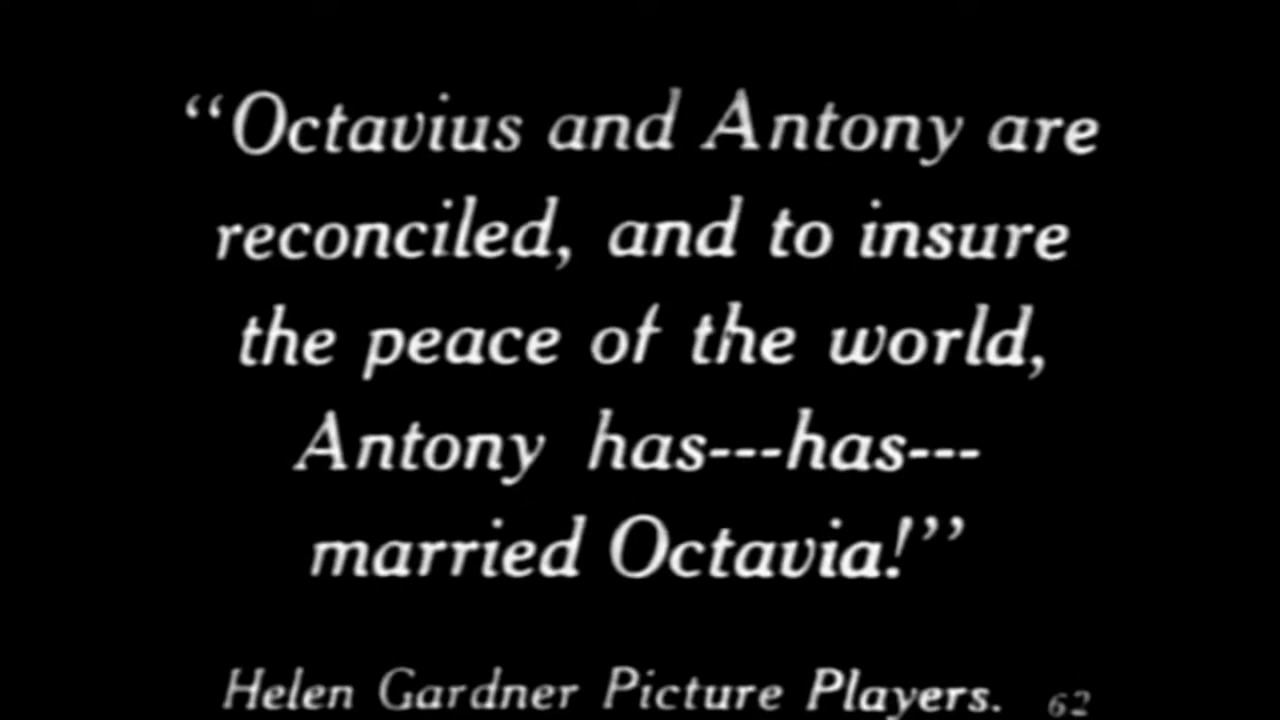 “Octavius and Antony are
reconciled, and to insure
the peace of the world,
Antony has---has---
married Octavia!”
Helen Gardner Picture Players. 62